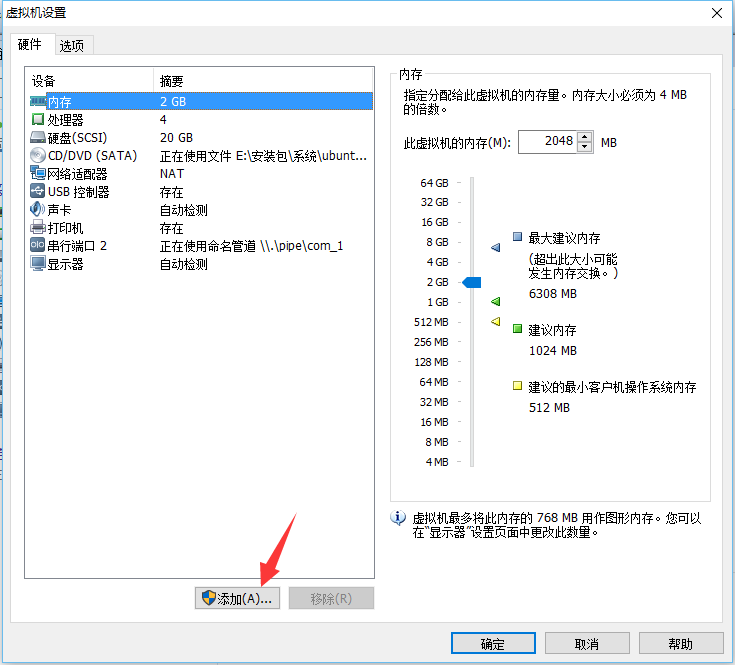 虚拟机设置
硬件 选项
设备 摘要
内存 2 GB
处理器 4
硬盘(SCSI) 20 GB
CD/DVD (SATA) 正在使用文件 E:\安装包\系统\ubunt...
网络适配器 NAT
USB 控制器 存在
声卡 自动检测
打印机 存在
串行端口 2 正在使用命名管道 \\.\pipe\com_1
显示器 自动检测
添加(A)... 移除(R)
内存
指定分配给此虚拟机的内存量。内存大小必须为 4 MB
的倍数。
此虚拟机的内存(M): 2048 MB
64 GB
32 GB
16 GB
8 GB
4 GB
2 GB
1 GB
512 MB
256 MB
128 MB
64 MB
32 MB
16 MB
8 MB
4 MB
最大建议内存
(超出此大小可能
发生内存交换。)
6308 MB
建议内存
1024 MB
建议的最小客户机操作系统内存
512 MB
虚拟机最多将此内存的 768 MB 用作图形内存。您可以
在“显示器”设置页面中更改此数量。
确定 取消 帮助